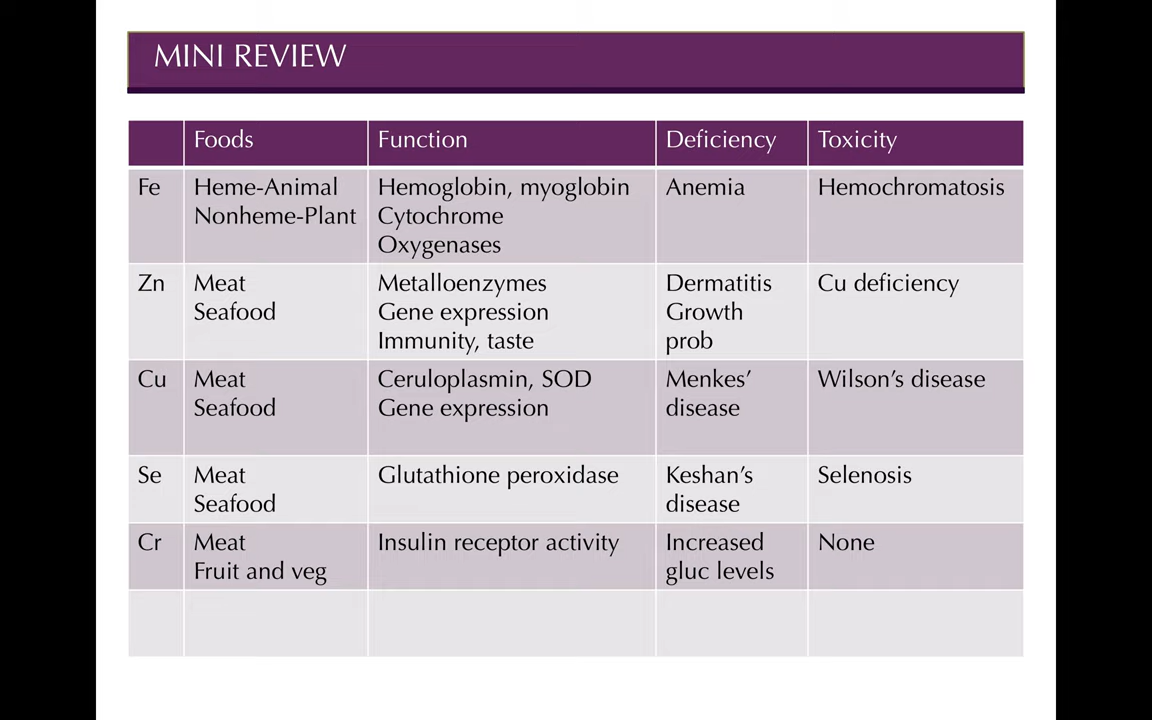 MINI REVIEW
Foods Function Deficiency Toxicity
Fe Heme-Animal Hemoglobin, myoglobin Anemia Hemochromatosis
Nonheme-Plant Cytochrome
Oxygenases
Zn Meat Metalloenzymes Dermatitis Cu deficiency
Seafood Gene expression Growth
Immunity, taste prob
Cu Meat Ceruloplasmin, SOD Menkes’ Wilson’s disease
Seafood Gene expression disease
Se Meat Glutathione peroxidase Keshan’s Selenosis
Seafood disease
Cr Meat Insulin receptor activity Increased None
Fruit and veg gluc levels